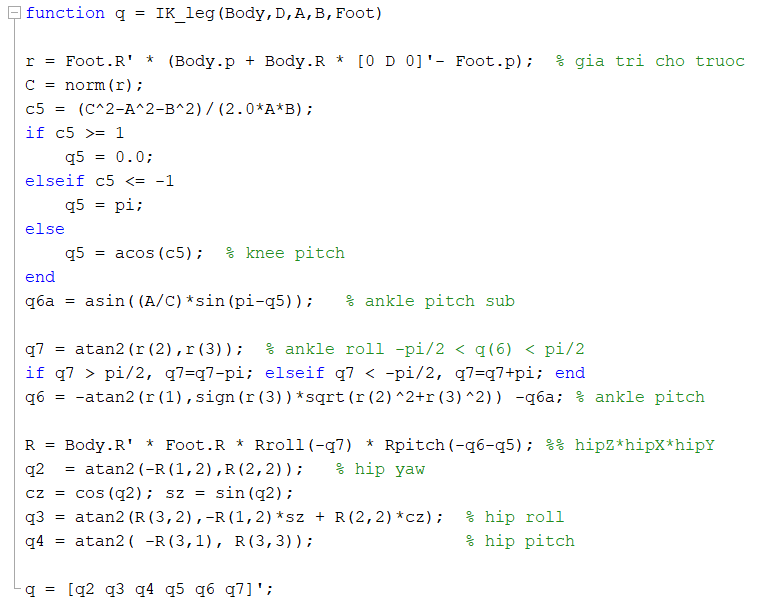 function q = IK_leg(Body,D,A,B,Foot)
r = Foot.R' * (Body.p + Body.R * [0 D 0]'- Foot.p);  % gia tri cho truoc
C = norm(r);
c5 = (C^2-A^2-B^2)/(2.0*A*B);
if c5 >= 1
    q5 = 0.0;
elseif c5 <= -1
    q5 = pi;
else
    q5 = acos(c5);  % knee pitch
end
q6a = asin((A/C)*sin(pi-q5));   % ankle pitch sub
q7 = atan2(r(2),r(3));  % ankle roll -pi/2 < q(6) < pi/2
if q7 > pi/2, q7=q7-pi; elseif q7 < -pi/2, q7=q7+pi; end
q6 = -atan2(r(1),sign(r(3))*sqrt(r(2)^2+r(3)^2)) -q6a; % ankle pitch
R = Body.R' * Foot.R * Rroll(-q7) * Rpitch(-q6-q5); %% hipZ*hipX*hipY
q2  = atan2(-R(1,2),R(2,2));   % hip yaw
cz = cos(q2); sz = sin(q2);
q3 = atan2(R(3,2),-R(1,2)*sz + R(2,2)*cz);  % hip roll
q4 = atan2( -R(3,1), R(3,3));               % hip pitch
q = [q2 q3 q4 q5 q6 q7]';